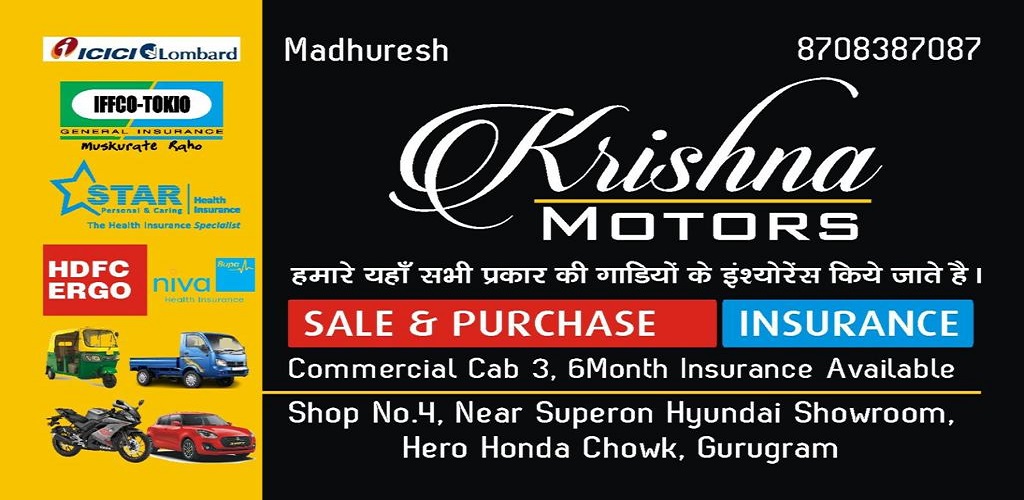 ICICI Lombard
IFFCO-TOKIO
GENERAL INSURANCE
Muskurate Raho
STAR Health Insurance
Personal & Caring
The Health Insurance Specialist
HDFC
ERGO
niva Bupa
Health Insurance
Madhuresh 8708387087
Krishna
MOTORS
हमारे यहाँ सभी प्रकार की गाडियों के इंश्योरेंस किये जाते है।
SALE & PURCHASE INSURANCE
Commercial Cab 3, 6Month Insurance Available
Shop No.4, Near Superon Hyundai Showroom,
Hero Honda Chowk, Gurugram